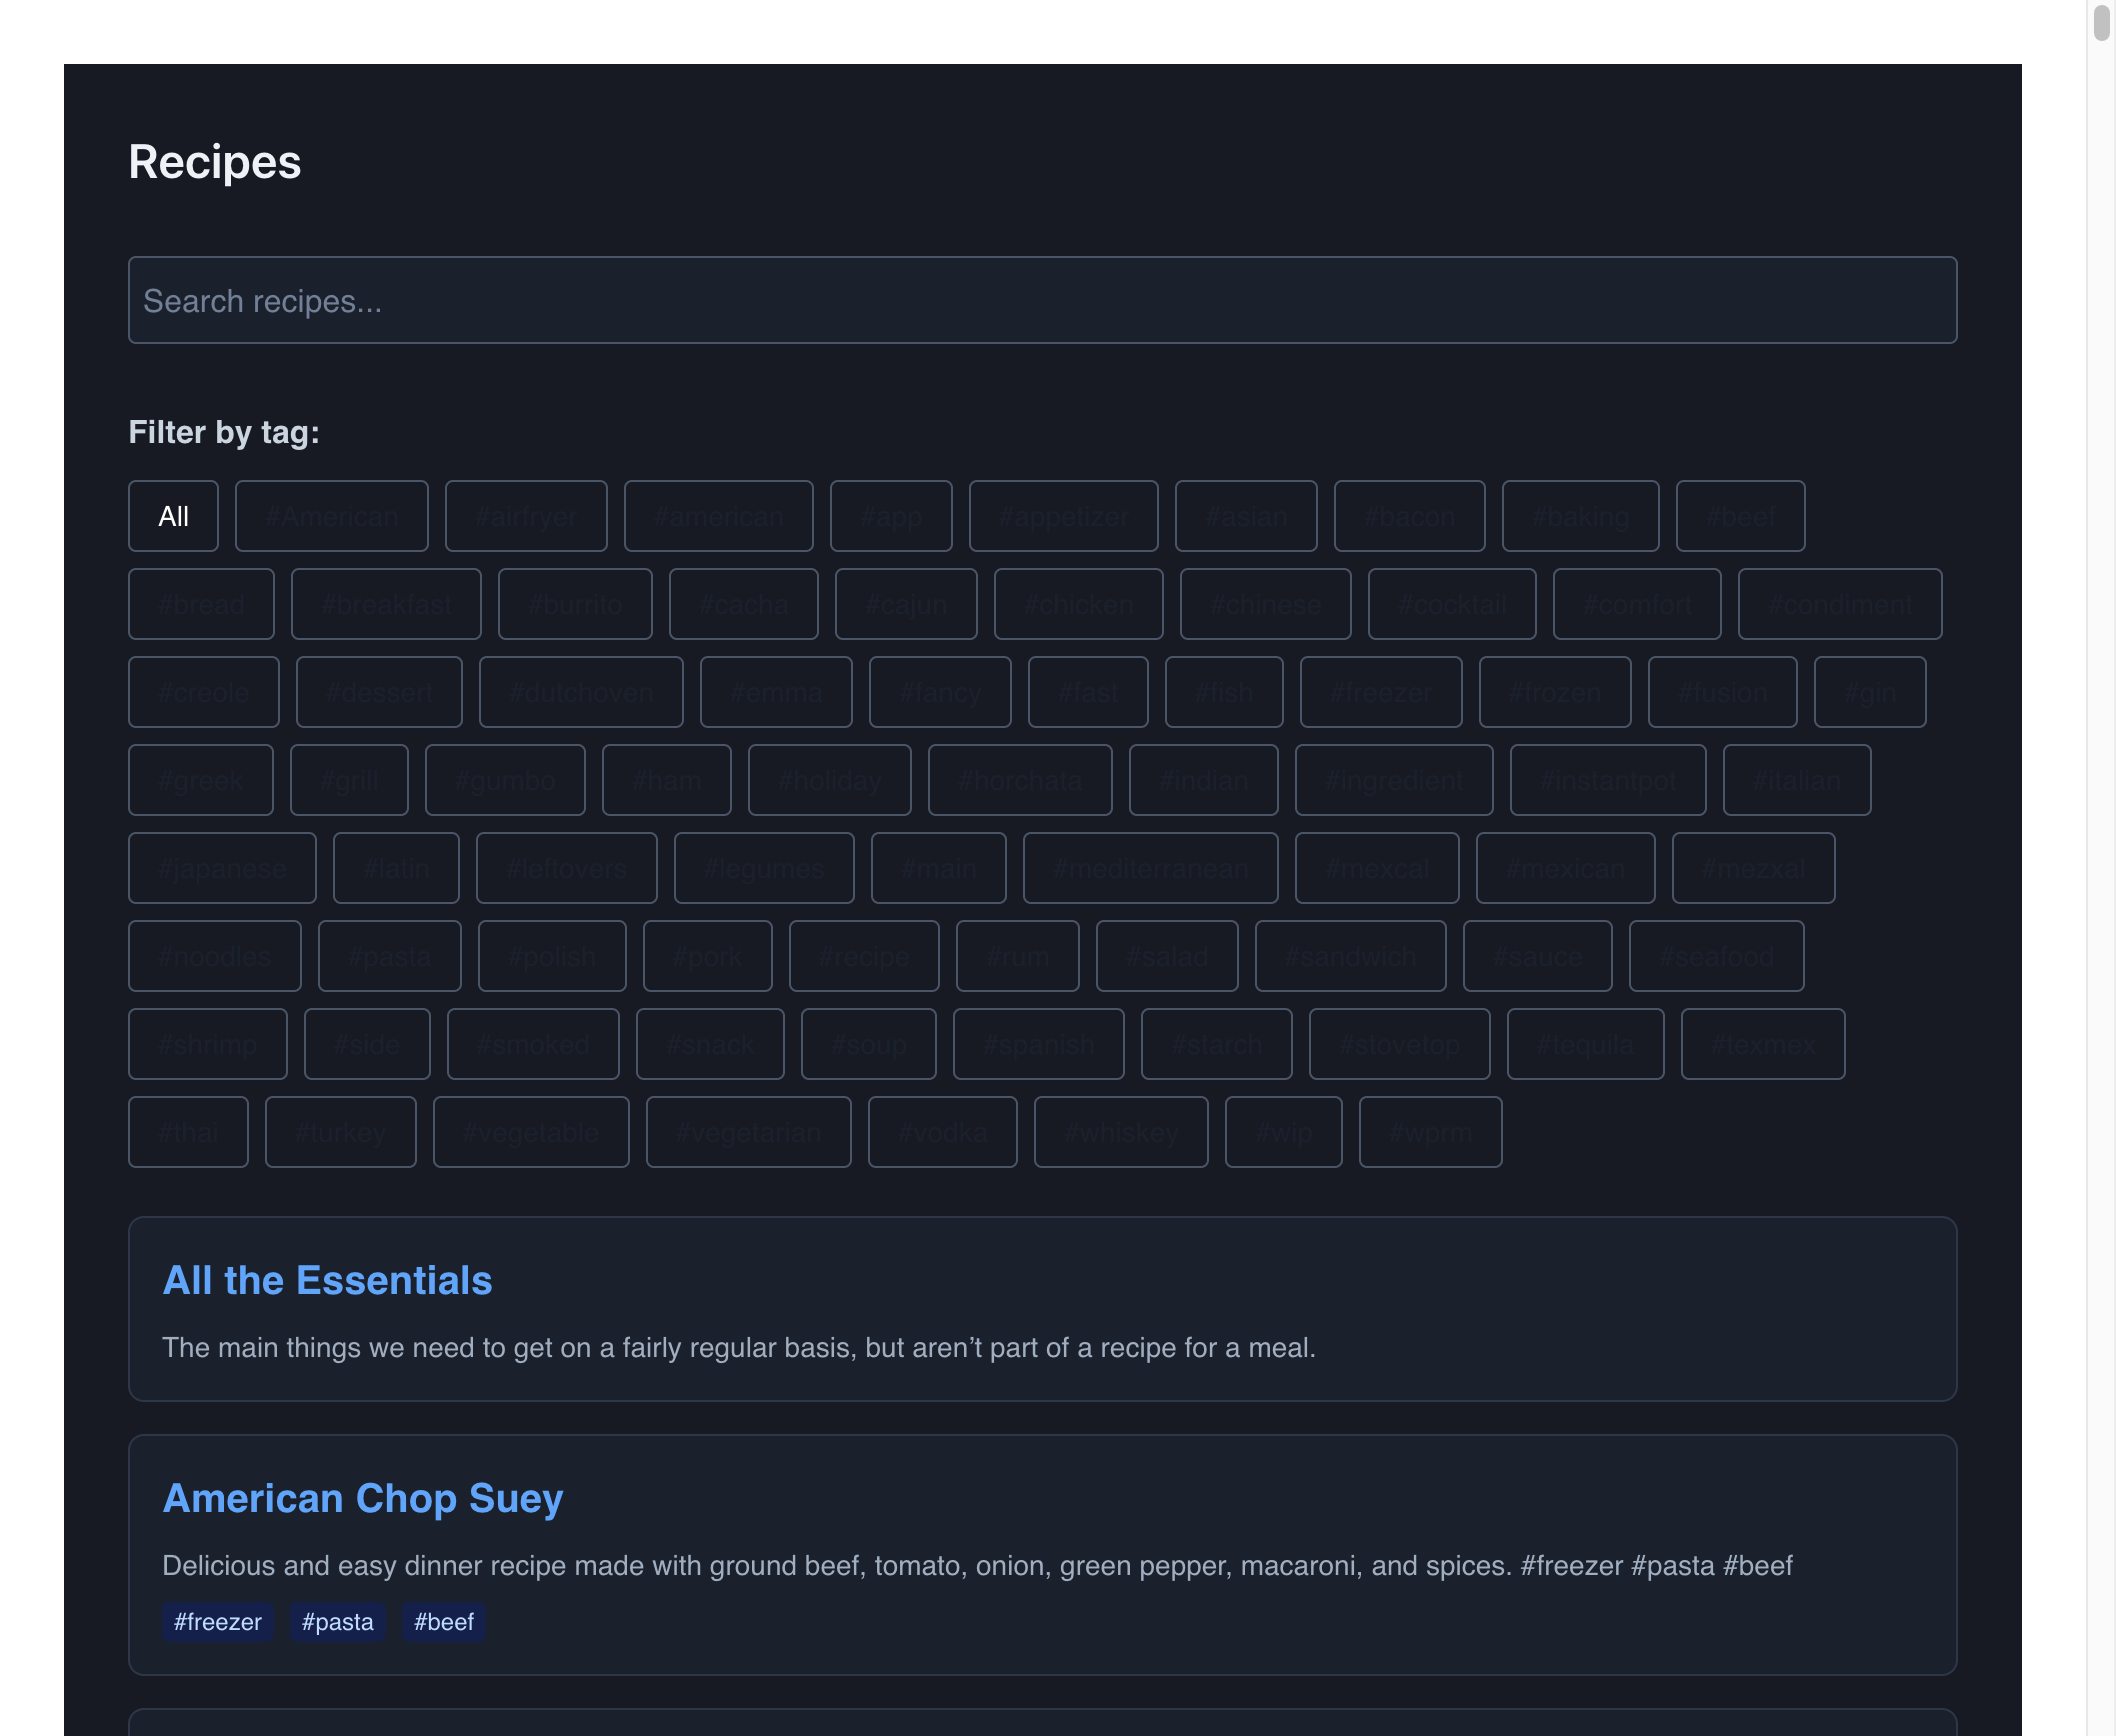 Recipes
Search recipes...
Filter by tag:
All #American #airfryer #american #app #appetizer #asian #bacon #baking #beef
#bread #breakfast #burrito #cacha #cajun #chicken #chinese #cocktail #comfort #condiment
#creole #dessert #dutchoven #emma #fancy #fast #fish #freezer #frozen #fusion #gin
#greek #grill #gumbo #ham #holiday #horchata #indian #ingredient #instantpot #italian
#japanese #latin #leftovers #legumes #main #mediterranean #mexcal #mexican #mezxal
#noodles #pasta #polish #pork #recipe #rum #salad #sandwich #sauce #seafood
#shrimp #side #smoked #snack #soup #spanish #starch #stovetop #tequila #texmex
#thai #turkey #vegetable #vegetarian #vodka #whiskey #wip #wprm
All the Essentials
The main things we need to get on a fairly regular basis, but aren’t part of a recipe for a meal.
American Chop Suey
Delicious and easy dinner recipe made with ground beef, tomato, onion, green pepper, macaroni, and spices. #freezer #pasta #beef
#freezer #pasta #beef